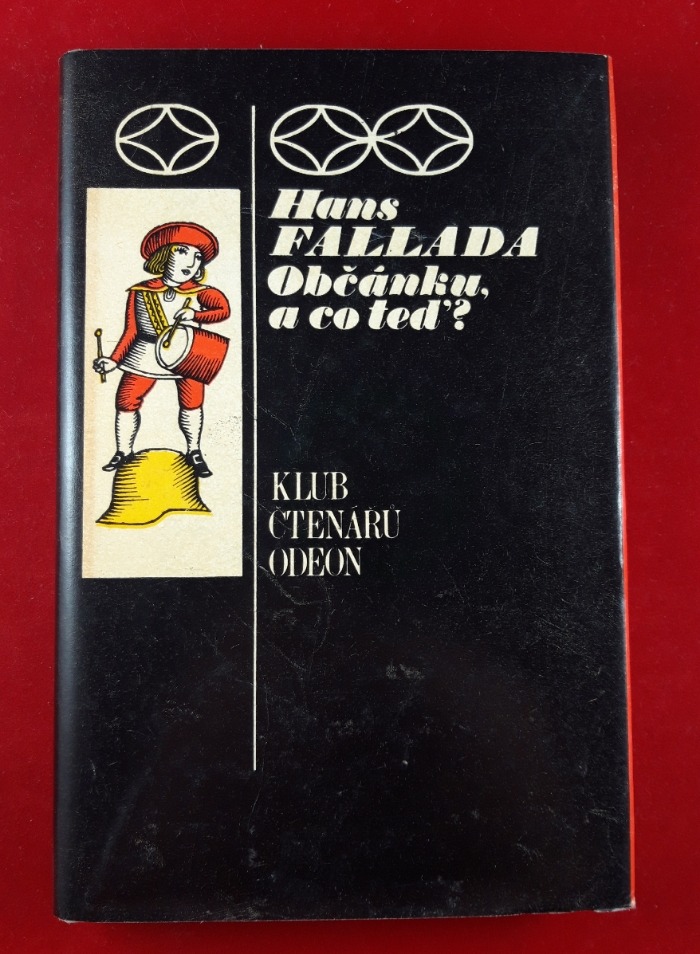 Hans
FALLADA
Občánku,
a co teď?
KLUB
ČTENÁŘŮ
ODEON